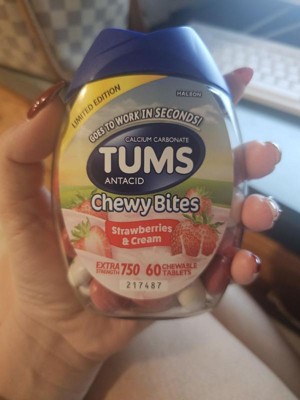 LIMITED EDITION
HALEON
GOES TO WORK IN SECONDS!
CALCIUM CARBONATE
TUMS
ANTACID
Chewy Bites
Strawberries
& Cream
EXTRA STRENGTH 750
60 CHEWABLE TABLETS
217487